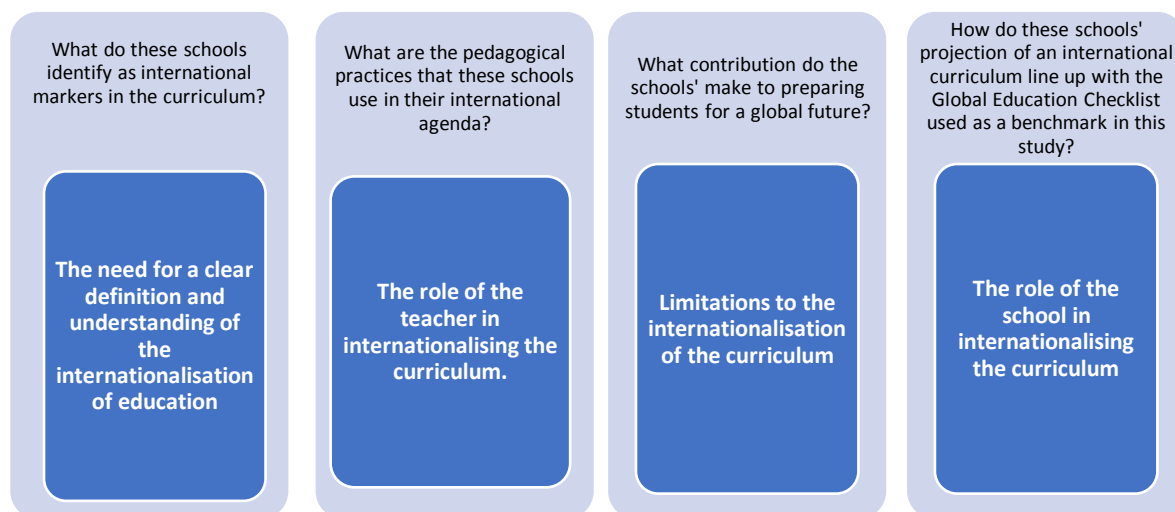 What do these schools
identify as international
markers in the curriculum?
The need for a clear
definition and
understanding of
the
internationalisation
of education
What are the pedagogical
practices that these schools
use in their international
agenda?
The role of the
teacher in
internationalising the
curriculum.
What contribution do the
schools' make to preparing
students for a global future?
Limitations to the
internationalisation
of the curriculum
How do these schools'
projection of an international
curriculum line up with the
Global Education Checklist
used as a benchmark in this
study?
The role of the
school in
internationalising
the curriculum